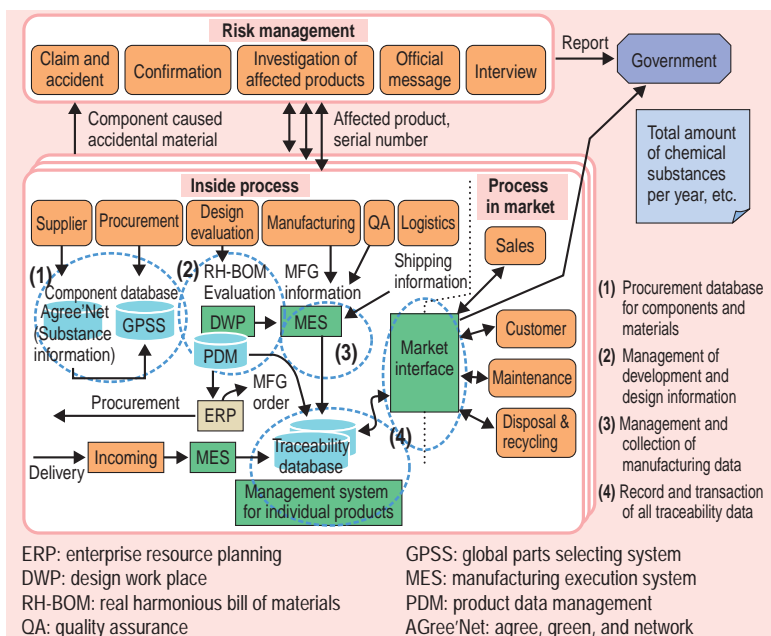 Risk management
Claim and
accident
Confirmation
Investigation of
affected products
Official
message
Interview
Report
Government
Component caused
accidental material
Affected product,
serial number
Total amount
of chemical
substances
per year, etc.
Inside process
Process
in market
Supplier
Procurement
Design
evaluation
Manufacturing
QA
Logistics
Sales
(1)
Component database
Agree'Net
(Substance
information)
GPSS
(2)
RH-BOM
Evaluation
DWP
PDM
MFG
information
MES
(3)
Shipping
information
Market
interface
Customer
Maintenance
Disposal &
recycling
Procurement
ERP
MFG
order
Delivery
Incoming
MES
Traceability
database
(4)
Management system
for individual products
(1) Procurement database
for components and
materials
(2) Management of
development and
design information
(3) Management and
collection of
manufacturing data
(4) Record and transaction
of all traceability data
ERP: enterprise resource planning
DWP: design work place
RH-BOM: real harmonious bill of materials
QA: quality assurance
GPSS: global parts selecting system
MES: manufacturing execution system
PDM: product data management
AGree'Net: agree, green, and network